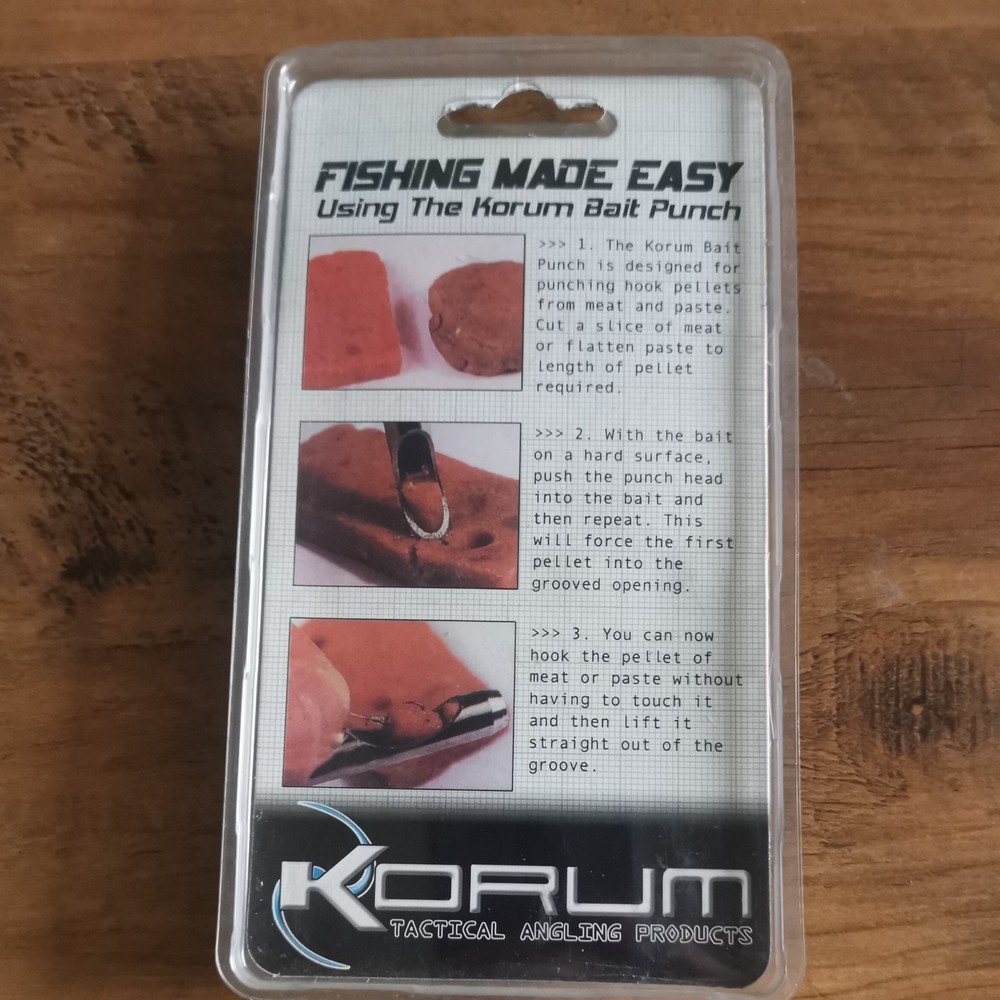 FISHING MADE EASY
Using The Korum Bait Punch
>>> 1. The Korum Bait
Punch is designed for
punching hook pellets
from meat and paste.
Cut a slice of meat
or flatten paste to
length of pellet
required.
>>> 2. With the bait
on a hard surface,
push the punch head
into the bait and
then repeat. This
will force the first
pellet into the
grooved opening.
>>> 3. You can now
hook the pellet of
meat or paste without
having to touch it
and then lift it
straight out of the
groove.
KORUM
TACTICAL ANGLING PRODUCTS